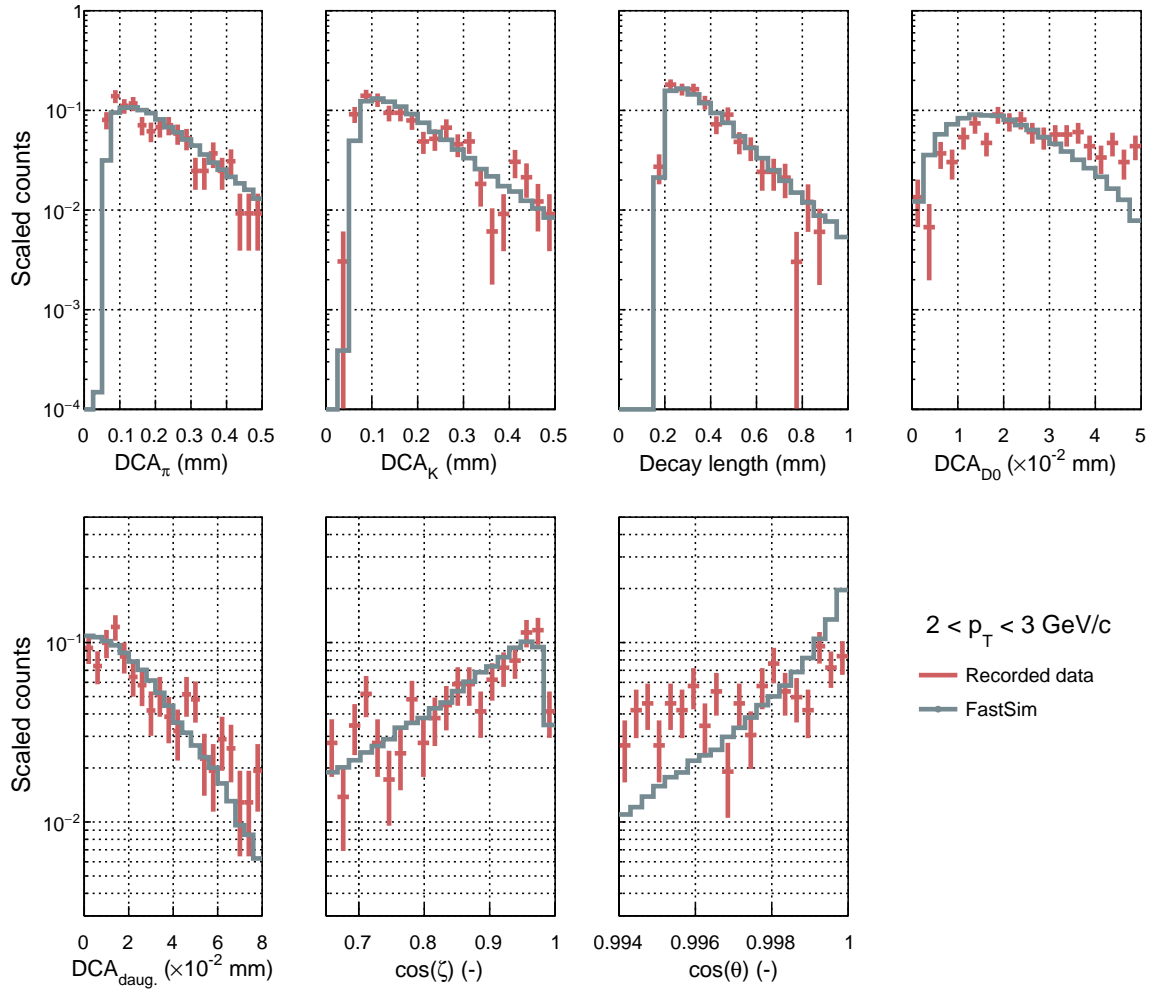 Scaled counts
1
10⁻¹
10⁻²
10⁻³
10⁻⁴
0 0.1 0.2 0.3 0.4 0.5
DCA_π (mm)
0 0.1 0.2 0.3 0.4 0.5
DCA_K (mm)
0 0.2 0.4 0.6 0.8 1
Decay length (mm)
0 1 2 3 4 5
DCA_D0 (×10⁻² mm)
Scaled counts
10⁻¹
10⁻²
0 2 4 6 8
DCA_daug. (×10⁻² mm)
0.7 0.8 0.9 1
cos(ζ) (-)
0.994 0.996 0.998 1
cos(θ) (-)
2 < p_T < 3 GeV/c
Recorded data
FastSim